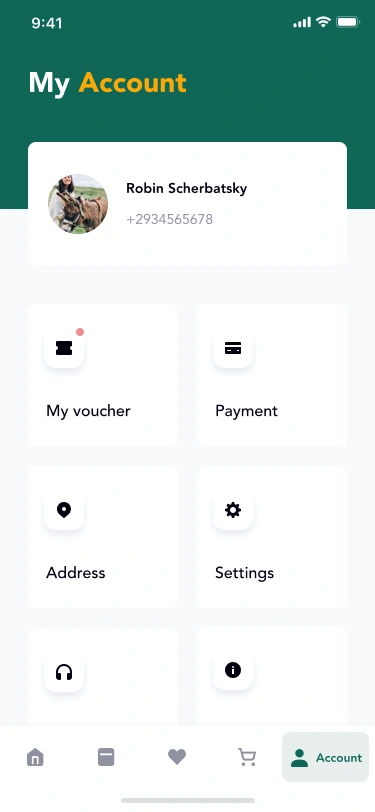 9:41
My Account
Robin Scherbatsky
+2934565678
My voucher
Payment
Address
Settings
Account